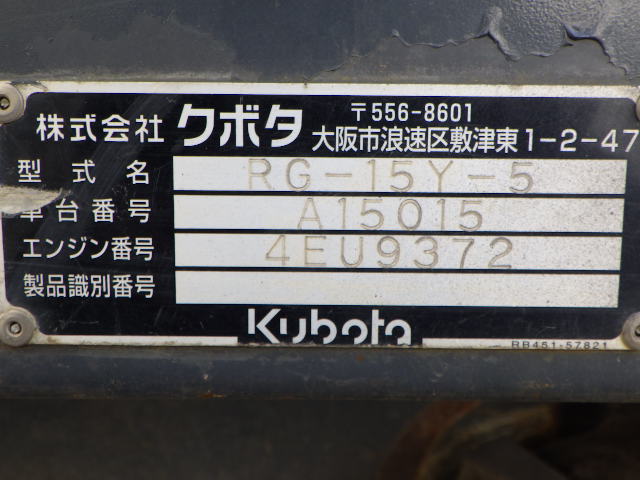 株式会社 クボタ 〒556-8601
大阪市浪速区敷津東1-2-47
型式名 RG-15Y-5
車台番号 A15015
エンジン番号 4EU9372
製品識別番号
Kubota
RB451-57821